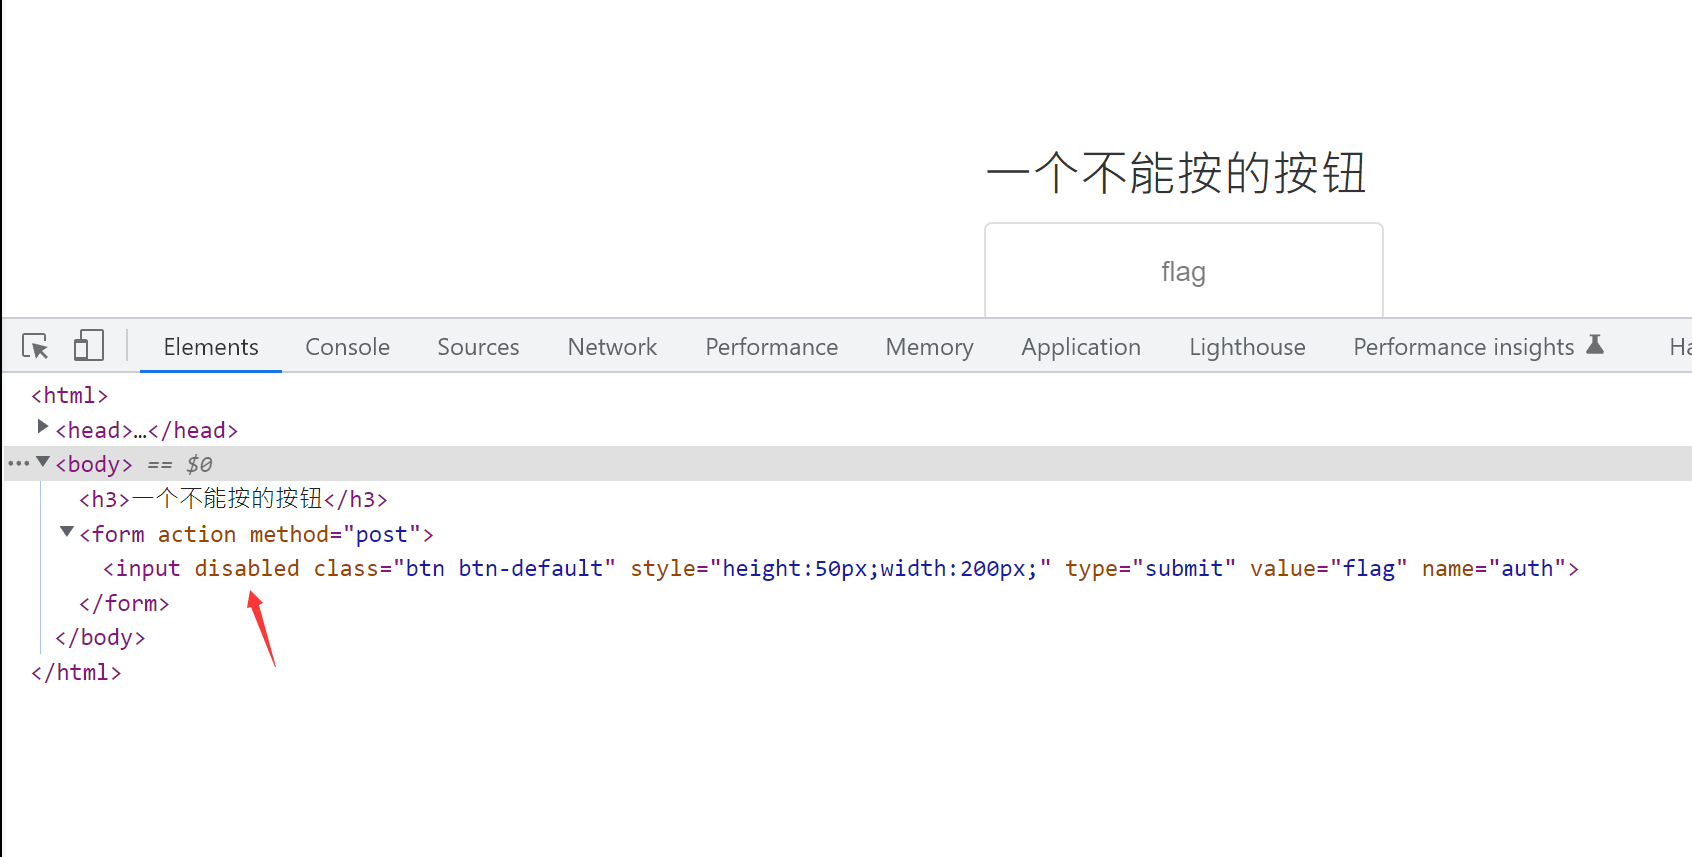 一个不能按的按钮
flag
Elements Console Sources Network Performance Memory Application Lighthouse Performance insights
<html>
<head>…</head>
<body> == $0
<h3>一个不能按的按钮</h3>
<form action method="post">
<input disabled class="btn btn-default" style="height:50px;width:200px;" type="submit" value="flag" name="auth">
</form>
</body>
</html>